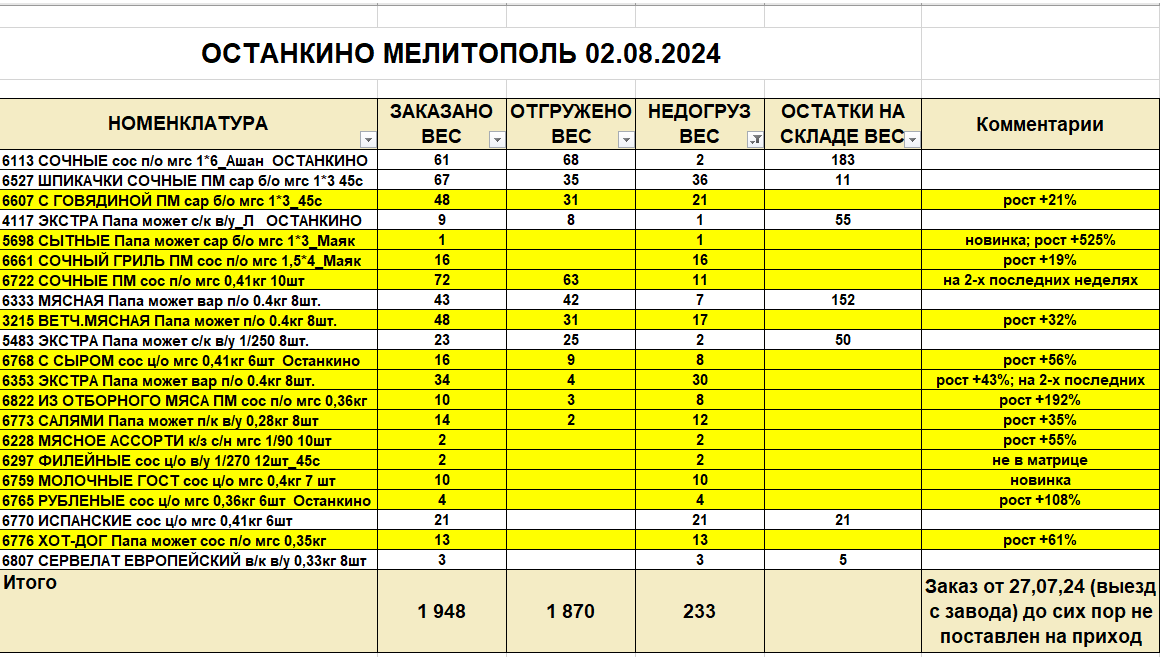 ОСТАНКИНО МЕЛИТОПОЛЬ 02.08.2024
НОМЕНКЛАТУРА ЗАКАЗАНО ВЕС ОТГРУЖЕНО ВЕС НЕДОГРУЗ ВЕС ОСТАТКИ НА СКЛАДЕ ВЕС Комментарии
6113 СОЧНЫЕ сос п/о мгс 1*6_Ашан ОСТАНКИНО 61 68 2 183
6527 ШПИКАЧКИ СОЧНЫЕ ПМ сар б/о мгс 1*3 45с 67 35 36 11
6607 С ГОВЯДИНОЙ ПМ сар б/о мгс 1*3_45с 48 31 21 рост +21%
4117 ЭКСТРА Папа может с/к в/у_Л ОСТАНКИНО 9 8 1 55
5698 СЫТНЫЕ Папа может сар б/о мгс 1*3_Маяк 1 1 новинка; рост +525%
6661 СОЧНЫЙ ГРИЛЬ ПМ сос п/о мгс 1,5*4_Маяк 16 16 рост +19%
6722 СОЧНЫЕ ПМ сос п/о мгс 0,41кг 10шт 72 63 11 на 2-х последних неделях
6333 МЯСНАЯ Папа может вар п/о 0.4кг 8шт. 43 42 7 152
3215 ВЕТЧ.МЯСНАЯ Папа может п/о 0.4кг 8шт. 48 31 17 рост +32%
5483 ЭКСТРА Папа может с/к в/у 1/250 8шт. 23 25 2 50
6768 С СЫРОМ сос ц/о мгс 0,41кг 6шт Останкино 16 9 8 рост +56%
6353 ЭКСТРА Папа может вар п/о 0.4кг 8шт. 34 4 30 рост +43%; на 2-х последних
6822 ИЗ ОТБОРНОГО МЯСА ПМ сос п/о мгс 0,36кг 10 3 8 рост +192%
6773 САЛЯМИ Папа может п/к в/у 0,28кг 8шт 14 2 12 рост +35%
6228 МЯСНОЕ АССОРТИ к/з с/н мгс 1/90 10шт 2 2 рост +55%
6297 ФИЛЕЙНЫЕ сос ц/о в/у 1/270 12шт_45с 2 2 не в матрице
6759 МОЛОЧНЫЕ ГОСТ сос ц/о мгс 0,4кг 7 шт 10 10 новинка
6765 РУБЛЕНЫЕ сос ц/о мгс 0,36кг 6шт Останкино 4 4 рост +108%
6770 ИСПАНСКИЕ сос ц/о мгс 0,41кг 6шт 21 21 21
6776 ХОТ-ДОГ Папа может сос п/о мгс 0,35кг 13 13 рост +61%
6807 СЕРВЕЛАТ ЕВРОПЕЙСКИЙ в/к в/у 0,33кг 8шт 3 3 5
Итого 1 948 1 870 233 Заказ от 27,07,24 (выезд
с завода) до сих пор не
поставлен на приход